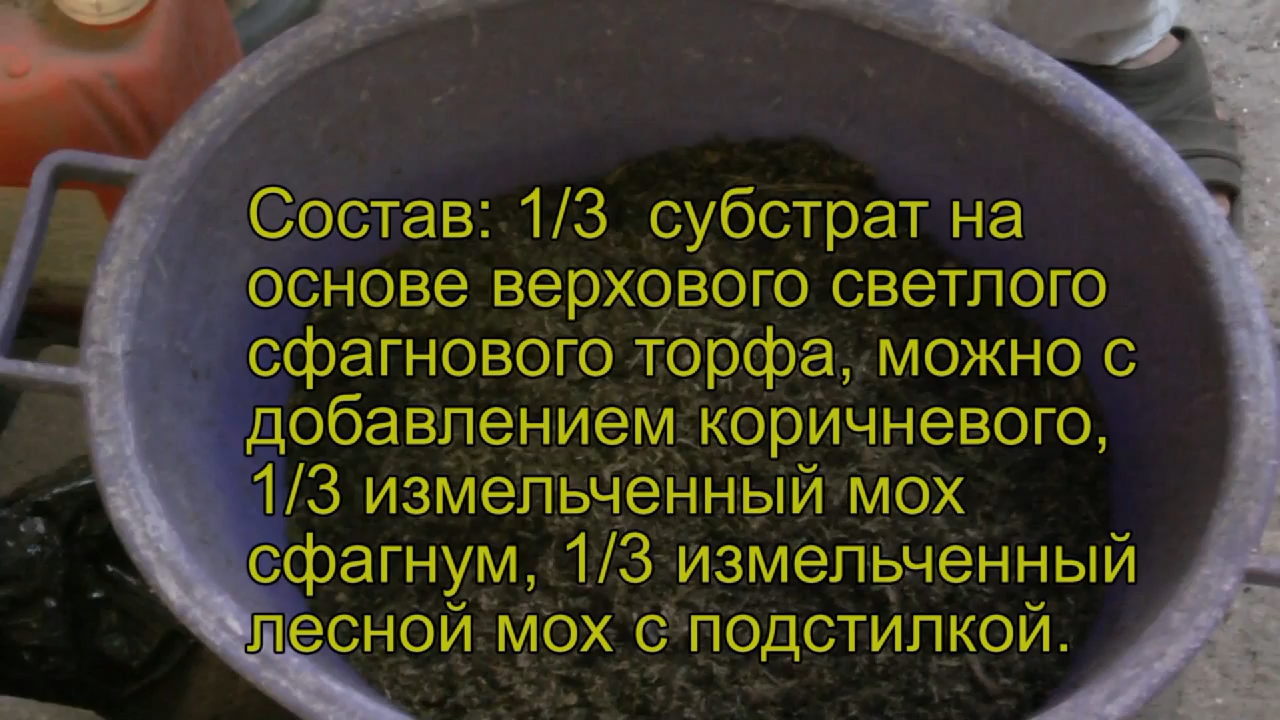 Состав: 1/3 субстрат на
основе верхового светлого
сфагнового торфа, можно с
добавлением коричневого,
1/3 измельченный мох
сфагнум, 1/3 измельченный
лесной мох с подстилкой.